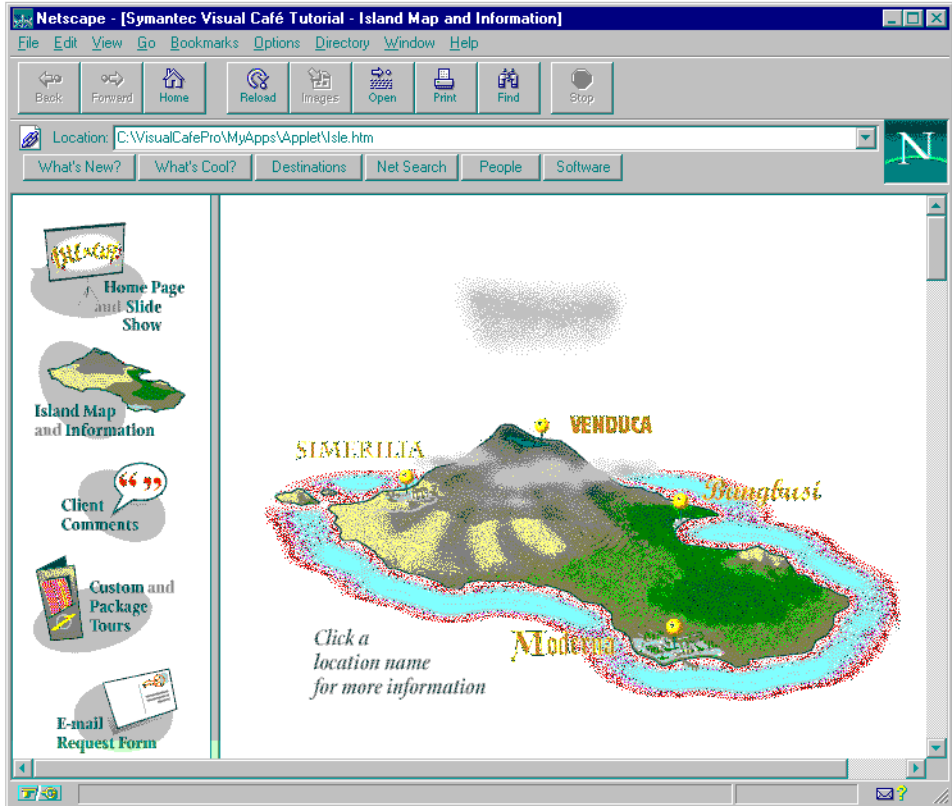 Netscape - [Symantec Visual Café Tutorial - Island Map and Information]
File Edit View Go Bookmarks Options Directory Window Help
Back Forward Home Reload Images Open Print Find Stop
Location: C:\VisualCafePro\MyApps\Applet\Isle.htm
N
What's New? What's Cool? Destinations Net Search People Software
Home Page
and Slide
Show
Island Map
and Information
Client
Comments
Custom and
Package
Tours
E-mail
Request Form
VENDUCA
SIMERILIA
Bungbusi
Moderna
Click a
location name
for more information